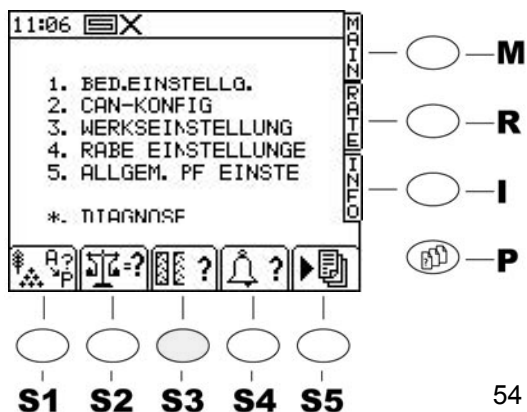 11:06
MAIN
M
1. BED.EINSTELLG.
2. CAN-KONFIG
RATE
R
3. WERKSEINSTELLUNG
4. RABE EINSTELLUNGE
5. ALLGEM. PF EINSTE
INFO
I
*. DIAGNOSE
A? P =? ? ?
P
S1 S2 S3 S4 S5
54